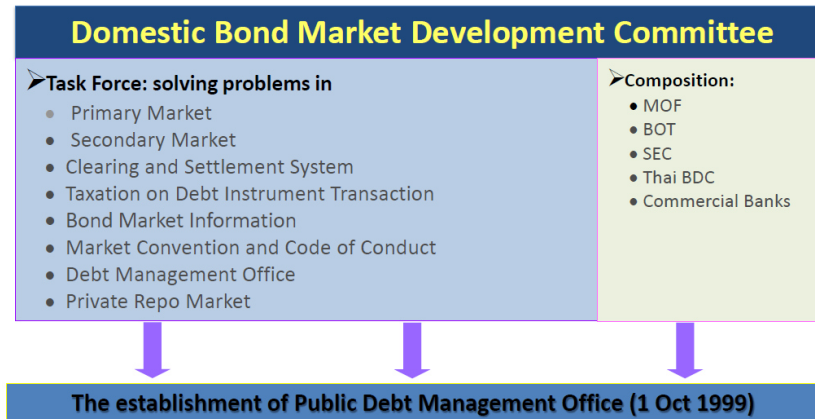 Domestic Bond Market Development Committee
➢Task Force: solving problems in
● Primary Market
● Secondary Market
● Clearing and Settlement System
● Taxation on Debt Instrument Transaction
● Bond Market Information
● Market Convention and Code of Conduct
● Debt Management Office
● Private Repo Market
➢Composition:
● MOF
● BOT
● SEC
● Thai BDC
● Commercial Banks
The establishment of Public Debt Management Office (1 Oct 1999)